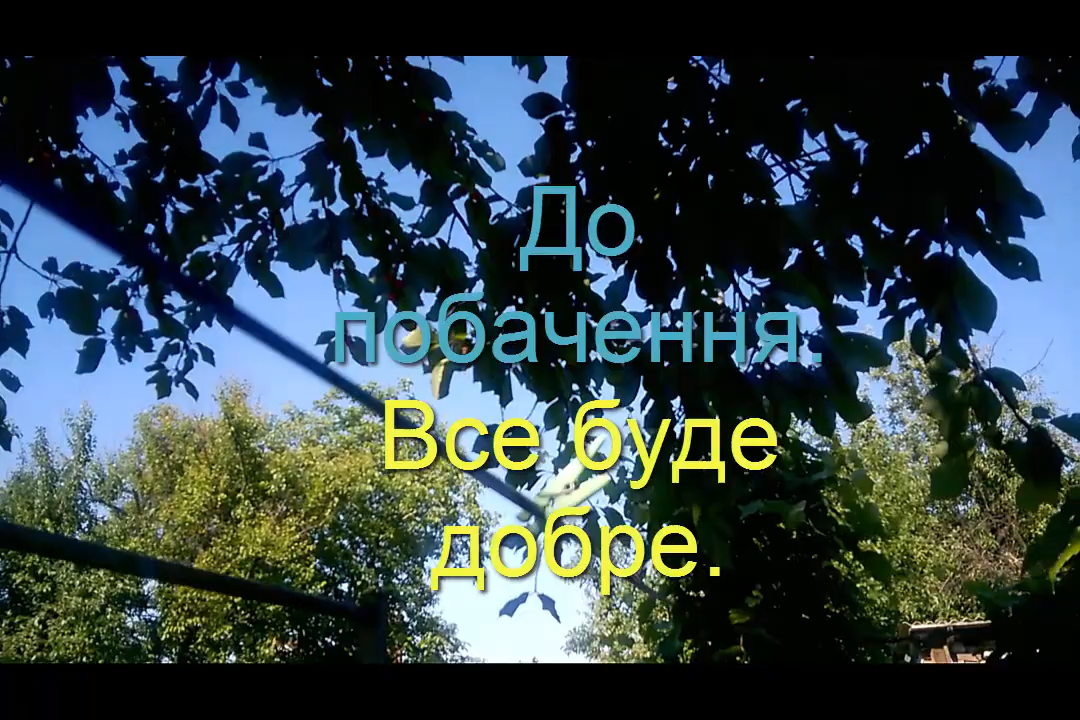 До
побачення.
Все буде
добре.